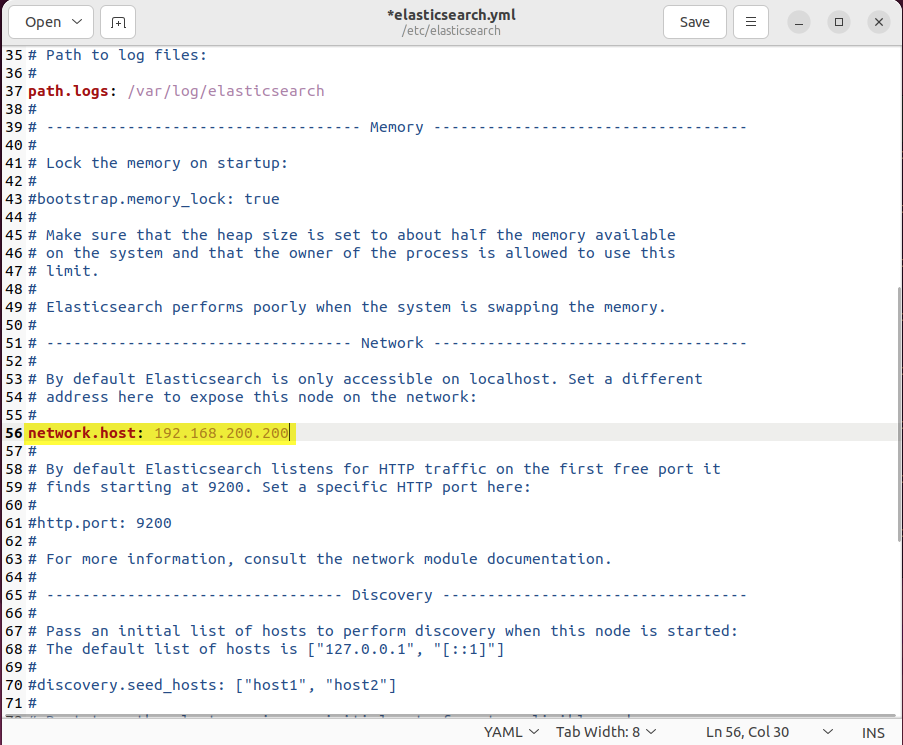 Open
*elasticsearch.yml
/etc/elasticsearch
Save
35 # Path to log files:
36 #
37 path.logs: /var/log/elasticsearch
38 #
39 # ----------------------------------- Memory -----------------------------------
40 #
41 # Lock the memory on startup:
42 #
43 #bootstrap.memory_lock: true
44 #
45 # Make sure that the heap size is set to about half the memory available
46 # on the system and that the owner of the process is allowed to use this
47 # limit.
48 #
49 # Elasticsearch performs poorly when the system is swapping the memory.
50 #
51 # ---------------------------------- Network -----------------------------------
52 #
53 # By default Elasticsearch is only accessible on localhost. Set a different
54 # address here to expose this node on the network:
55 #
56 network.host: 192.168.200.200
57 #
58 # By default Elasticsearch listens for HTTP traffic on the first free port it
59 # finds starting at 9200. Set a specific HTTP port here:
60 #
61 #http.port: 9200
62 #
63 # For more information, consult the network module documentation.
64 #
65 # --------------------------------- Discovery ----------------------------------
66 #
67 # Pass an initial list of hosts to perform discovery when this node is started:
68 # The default list of hosts is ["127.0.0.1", "[::1]"]
69 #
70 #discovery.seed_hosts: ["host1", "host2"]
71 #
YAML Tab Width: 8 Ln 56, Col 30 INS